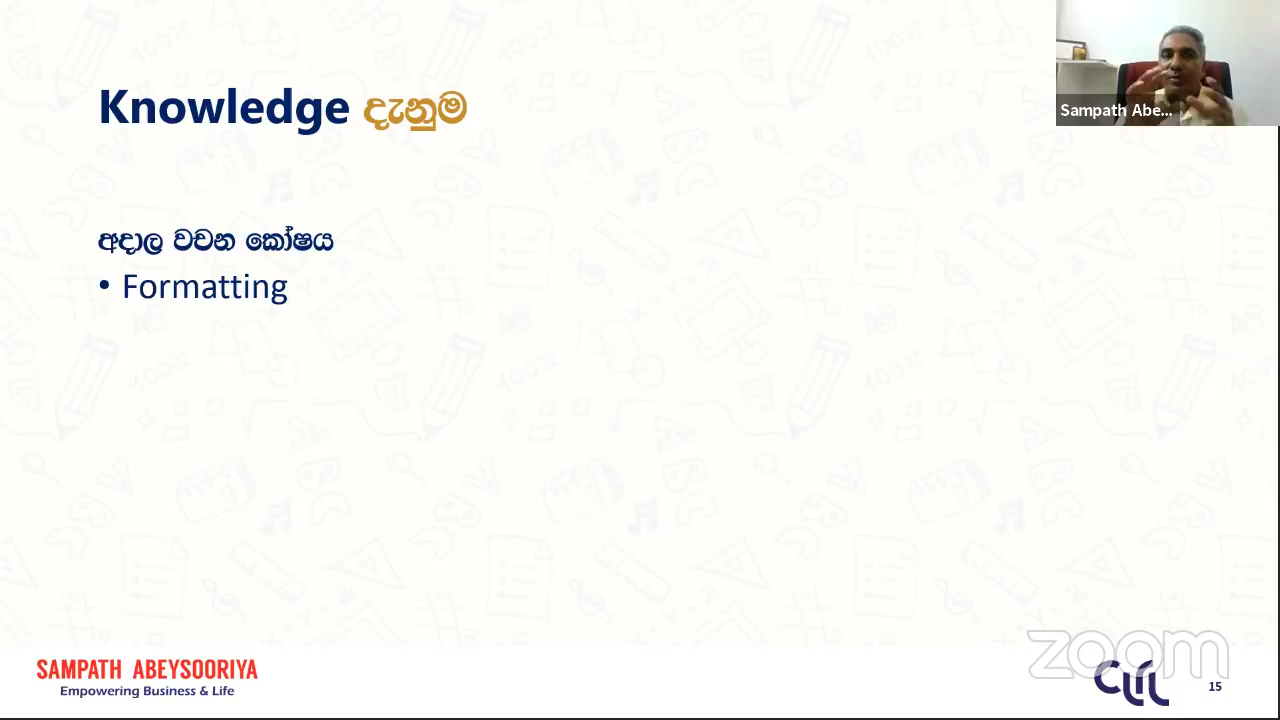 Knowledge දැනුම
Sampath Abe...
අදාල වචන කෝෂය
• Formatting
SAMPATH ABEYSOORIYA
Empowering Business & Life
zoom
15